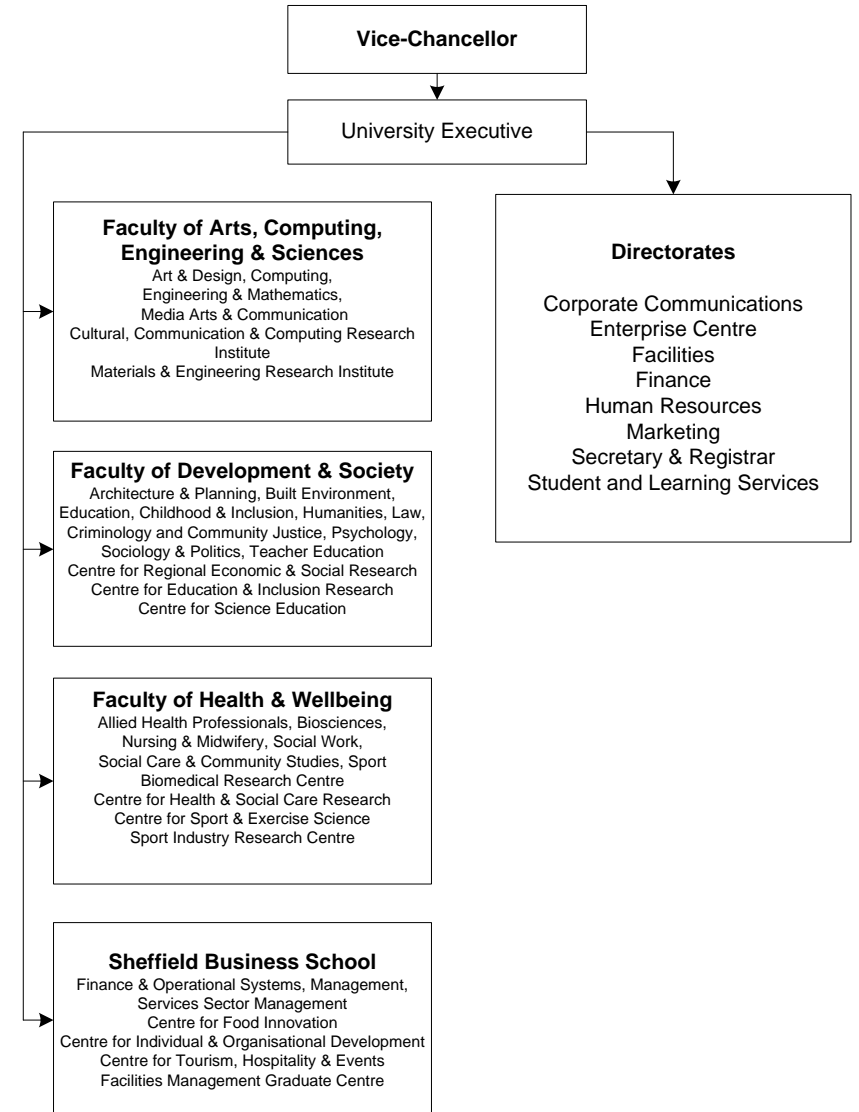 Vice-Chancellor
University Executive
Faculty of Arts, Computing,
Engineering & Sciences
Art & Design, Computing,
Engineering & Mathematics,
Media Arts & Communication
Cultural, Communication & Computing Research
Institute
Materials & Engineering Research Institute
Faculty of Development & Society
Architecture & Planning, Built Environment,
Education, Childhood & Inclusion, Humanities, Law,
Criminology and Community Justice, Psychology,
Sociology & Politics, Teacher Education
Centre for Regional Economic & Social Research
Centre for Education & Inclusion Research
Centre for Science Education
Faculty of Health & Wellbeing
Allied Health Professionals, Biosciences,
Nursing & Midwifery, Social Work,
Social Care & Community Studies, Sport
Biomedical Research Centre
Centre for Health & Social Care Research
Centre for Sport & Exercise Science
Sport Industry Research Centre
Sheffield Business School
Finance & Operational Systems, Management,
Services Sector Management
Centre for Food Innovation
Centre for Individual & Organisational Development
Centre for Tourism, Hospitality & Events
Facilities Management Graduate Centre
Directorates
Corporate Communications
Enterprise Centre
Facilities
Finance
Human Resources
Marketing
Secretary & Registrar
Student and Learning Services